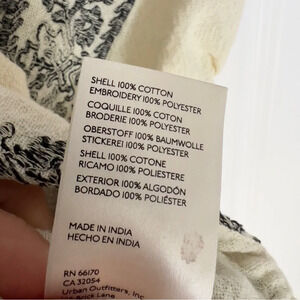 SHELL 100% COTTON
EMBROIDERY 100% POLYESTER
COQUILLE 100% COTON
BRODERIE 100% POLYESTER
OBERSTOFF 100% BAUMWOLLE
STICKEREI 100% POLYESTER
SHELL 100% COTONE
RICAMO 100% POLIESTERE
EXTERIOR 100% ALGODÓN
BORDADO 100% POLIÉSTER
MADE IN INDIA
HECHO EN INDIA
RN 66170
CA 32054
Urban Outfitters, Inc
Brick Lane